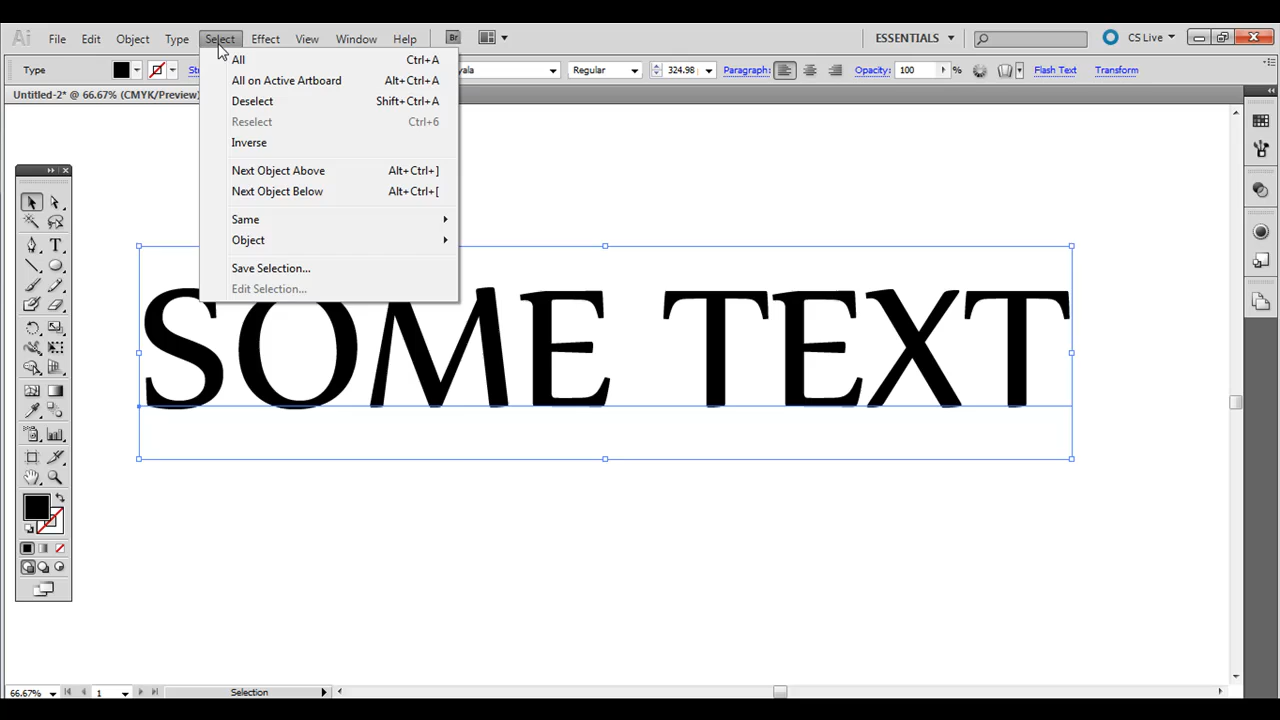 Ai File Edit Object Type Select Effect View Window Help Br ESSENTIALS CS Live
Type Regular 324.98 Paragraph: Opacity: 100 % Flash Text Transform
Untitled-2* @ 66.67% (CMYK/Preview)
All Ctrl+A
All on Active Artboard Alt+Ctrl+A
Deselect Shift+Ctrl+A
Reselect Ctrl+6
Inverse
Next Object Above Alt+Ctrl+]
Next Object Below Alt+Ctrl+[
Same
Object
Save Selection...
Edit Selection...
SOME TEXT
66.67% 1 Selection